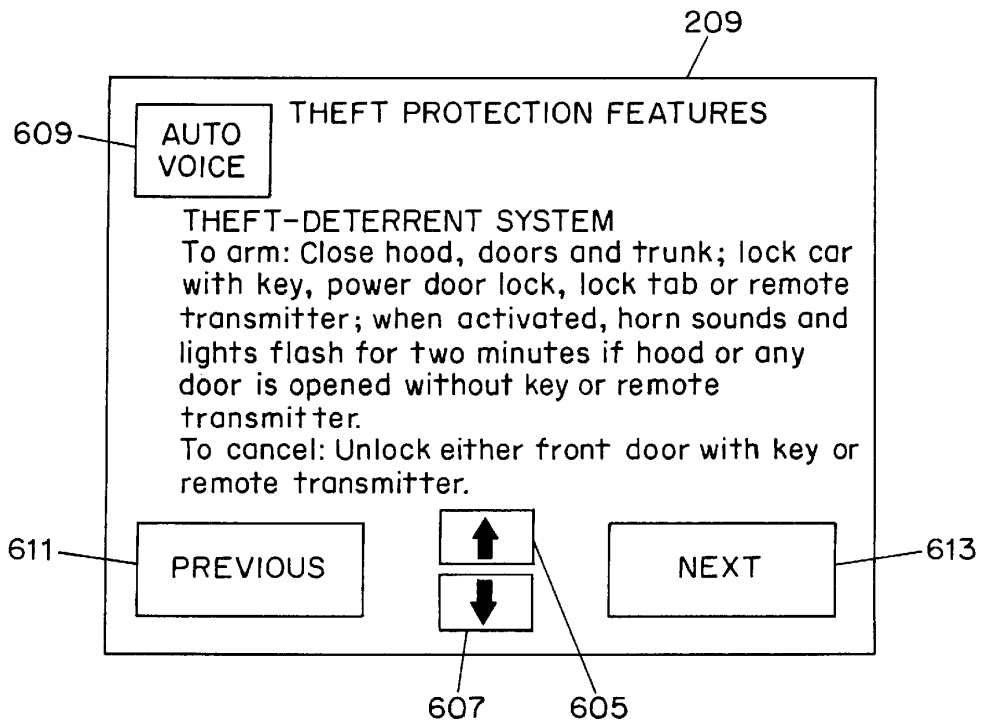 209
THEFT PROTECTION FEATURES
609
AUTO
VOICE
THEFT-DETERRENT SYSTEM
To arm: Close hood, doors and trunk; lock car
with key, power door lock, lock tab or remote
transmitter; when activated, horn sounds and
lights flash for two minutes if hood or any
door is opened without key or remote
transmitter.
To cancel: Unlock either front door with key or
remote transmitter.
611
PREVIOUS
NEXT
613
607
605